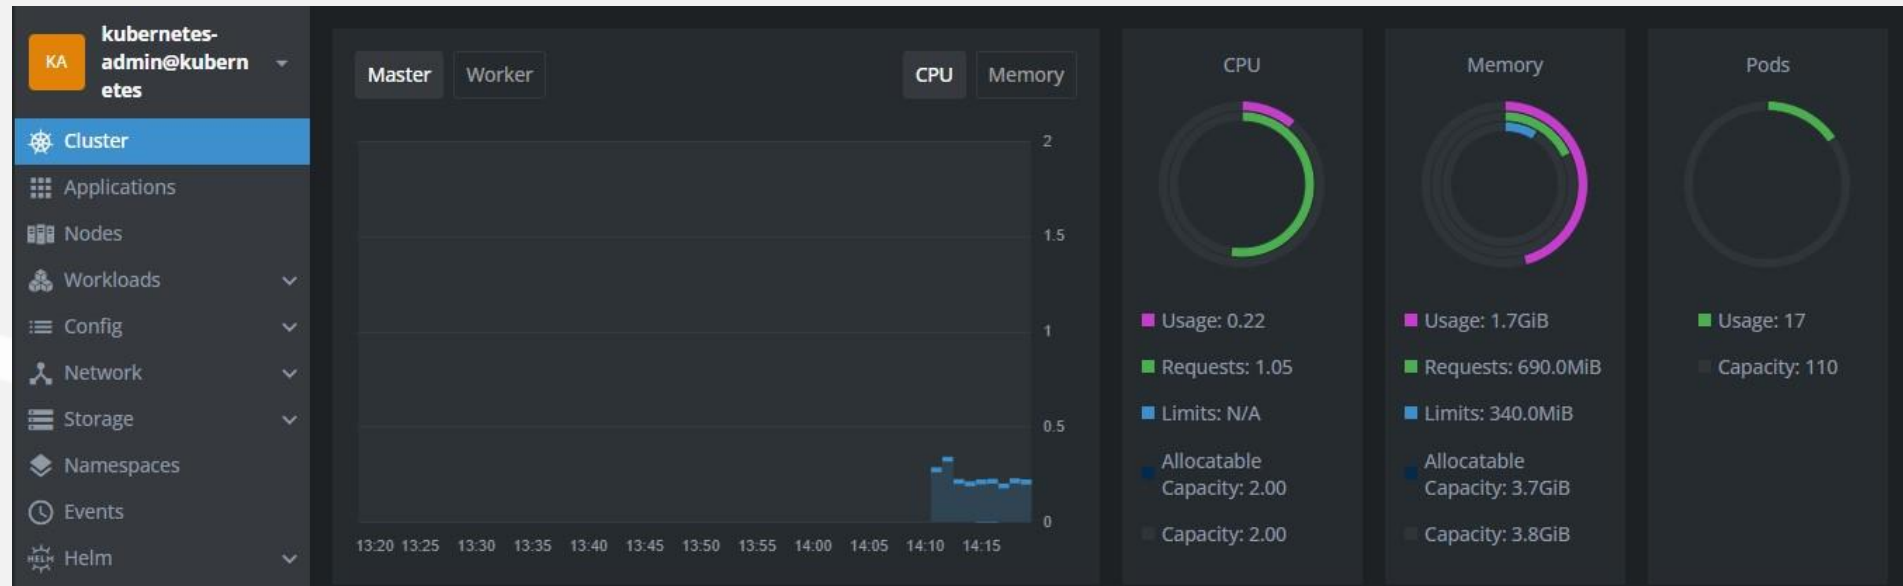 KA
kubernetes-
admin@kubern
etes
Cluster
Applications
Nodes
Workloads
Config
Network
Storage
Namespaces
Events
HELM Helm
Master Worker
CPU Memory
2
1.5
1
0.5
0
13:20 13:25 13:30 13:35 13:40 13:45 13:50 13:55 14:00 14:05 14:10 14:15
CPU
Usage: 0.22
Requests: 1.05
Limits: N/A
Allocatable
Capacity: 2.00
Capacity: 2.00
Memory
Usage: 1.7GiB
Requests: 690.0MiB
Limits: 340.0MiB
Allocatable
Capacity: 3.7GiB
Capacity: 3.8GiB
Pods
Usage: 17
Capacity: 110